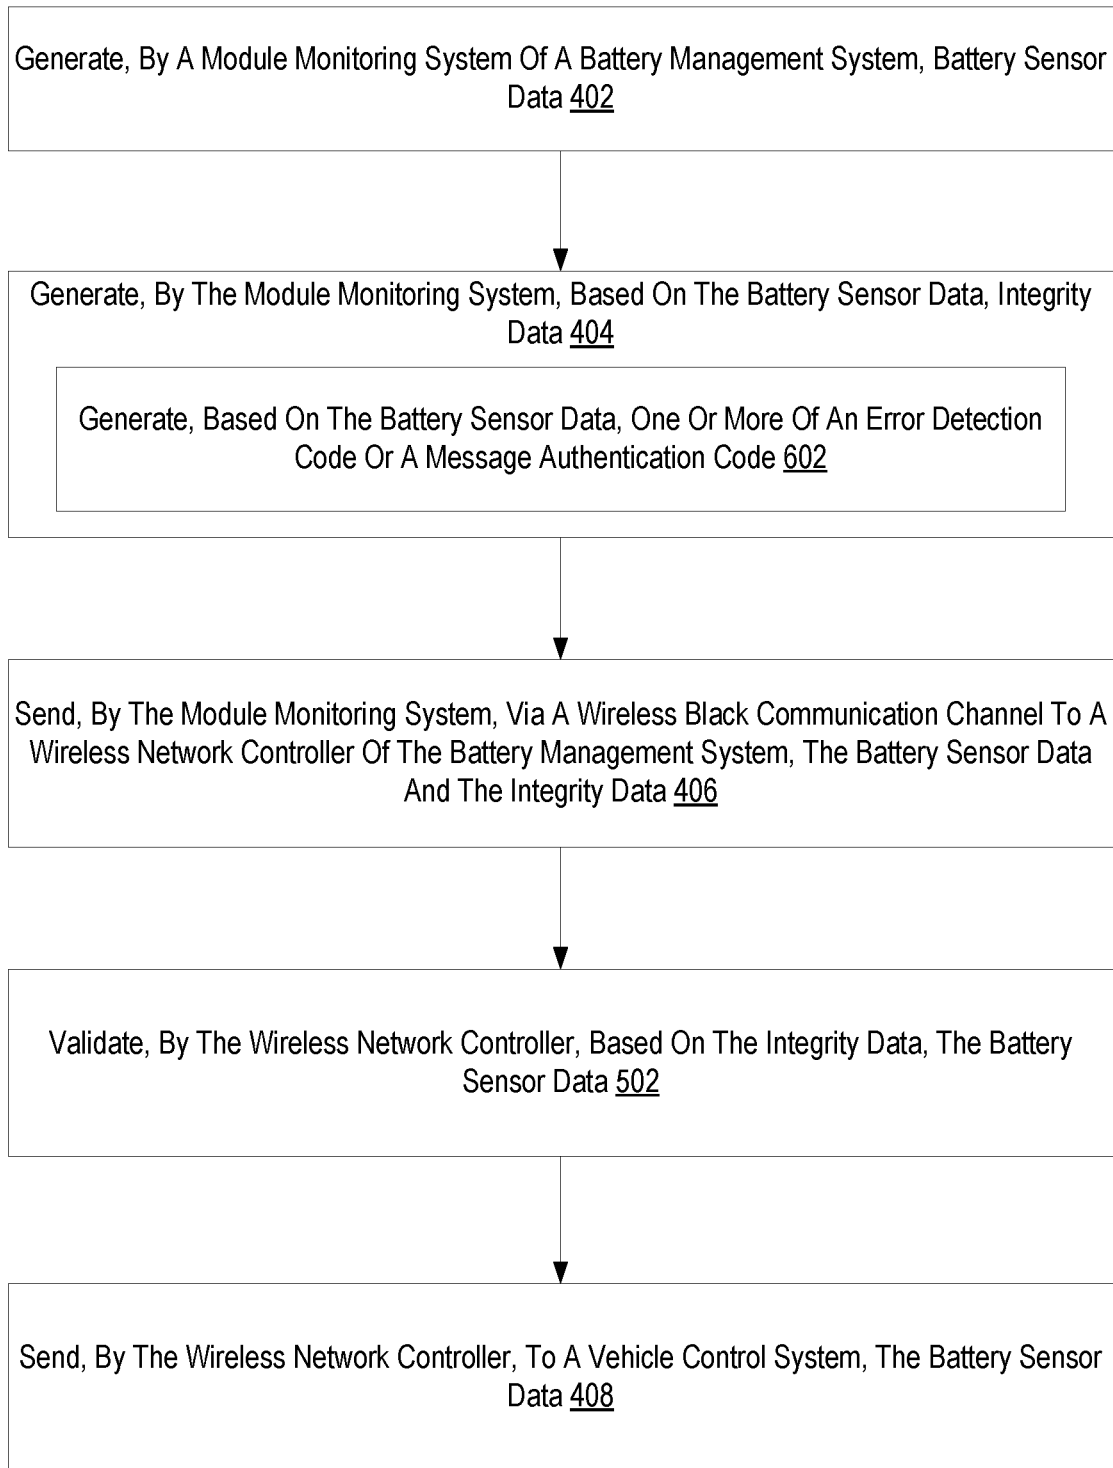 Generate, By A Module Monitoring System Of A Battery Management System, Battery Sensor
Data 402
Generate, By The Module Monitoring System, Based On The Battery Sensor Data, Integrity
Data 404
Generate, Based On The Battery Sensor Data, One Or More Of An Error Detection
Code Or A Message Authentication Code 602
Send, By The Module Monitoring System, Via A Wireless Black Communication Channel To A
Wireless Network Controller Of The Battery Management System, The Battery Sensor Data
And The Integrity Data 406
Validate, By The Wireless Network Controller, Based On The Integrity Data, The Battery
Sensor Data 502
Send, By The Wireless Network Controller, To A Vehicle Control System, The Battery Sensor
Data 408